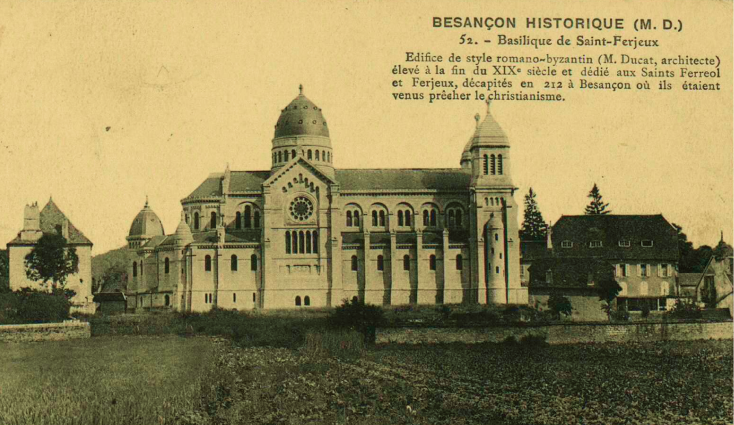 BESANÇON HISTORIQUE (M. D.)
52. - Basilique de Saint-Ferjeux
Edifice de style romano-byzantin (M. Ducat, architecte)
élevé à la fin du XIXᵉ siècle et dédié aux Saints Ferreol
et Ferjeux, décapités en 212 à Besançon où ils étaient
venus prêcher le christianisme.